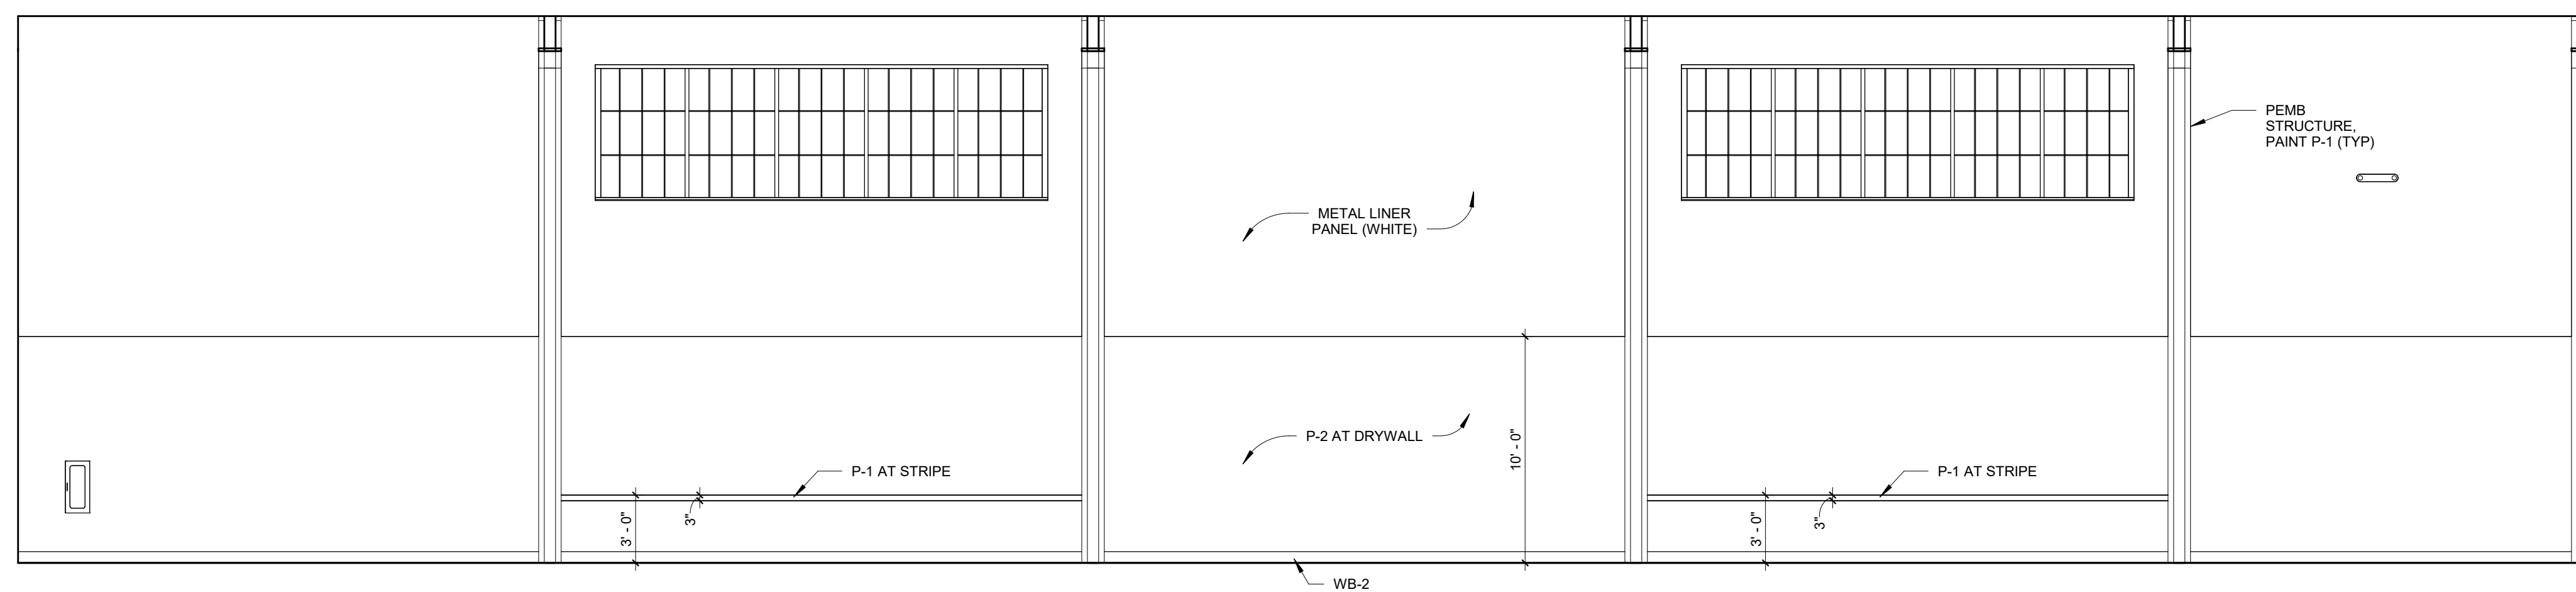 PEMB
STRUCTURE,
PAINT P-1 (TYP)
METAL LINER
PANEL (WHITE)
P-2 AT DRYWALL
10' - 0"
P-1 AT STRIPE
P-1 AT STRIPE
3' - 0"
3"
3' - 0"
3"
WB-2